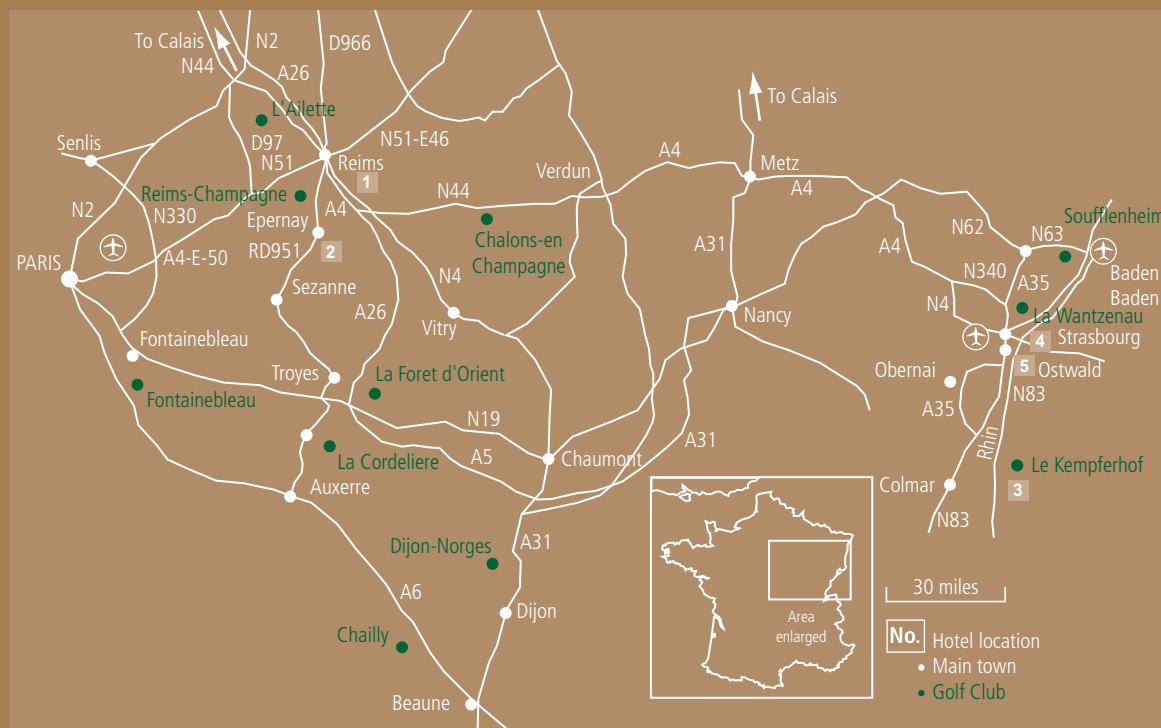 To Calais
N2
D966
N44
A26
L'Ailette
To Calais
Senlis
D97
N51
N51-E46
Reims
1
Verdun
A4
Metz
A4
Reims-Champagne
N2
N330
Epernay
A4
N44
Soufflenheim
RD951
2
Chalons-en
Champagne
A31
A4
N62
N63
PARIS
A4-E-50
N4
N340
A35
Baden
Baden
Sezanne
A26
Vitry
Nancy
N4
La Wantzenau
4
Strasbourg
Fontainebleau
Troyes
La Foret d'Orient
Obernai
5
Ostwald
Fontainebleau
N83
A35
N19
A31
Rhin
La Cordeliere
A5
Chaumont
Le Kempferhof
Auxerre
Colmar
3
N83
Dijon-Norges
A31
A6
30 miles
Dijon
Area
enlarged
Chailly
No.
Hotel location
Main town
Golf Club
Beaune